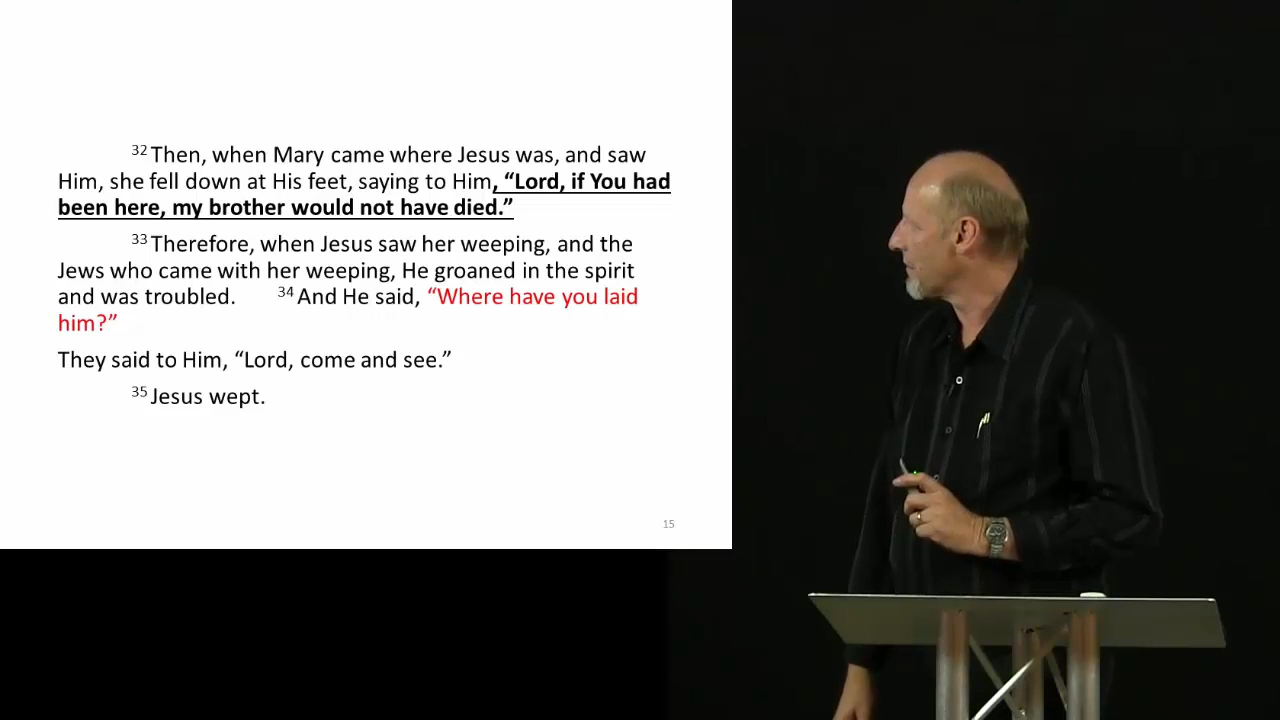 32 Then, when Mary came where Jesus was, and saw
Him, she fell down at His feet, saying to Him, “Lord, if You had
been here, my brother would not have died.”
33 Therefore, when Jesus saw her weeping, and the
Jews who came with her weeping, He groaned in the spirit
and was troubled. 34 And He said, “Where have you laid
him?”
They said to Him, “Lord, come and see.”
35 Jesus wept.
15